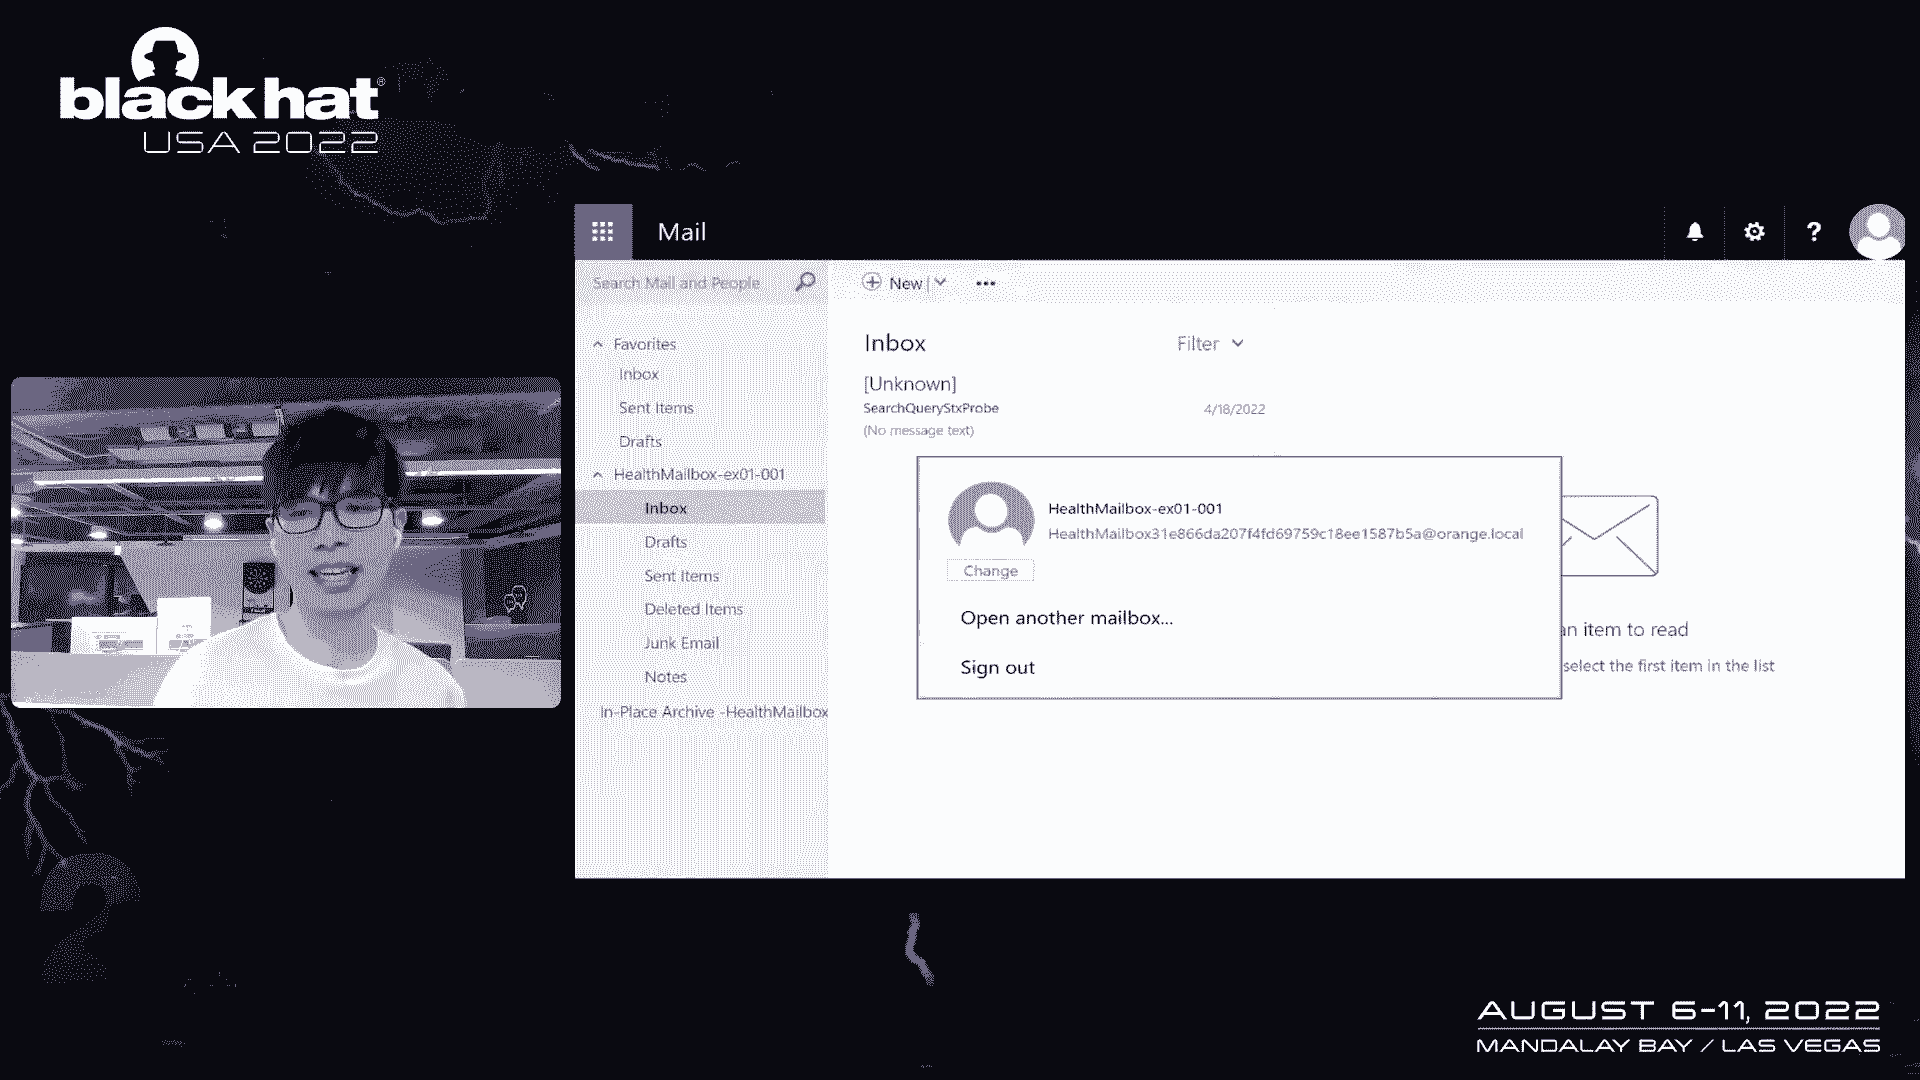 black hat®
USA 2022
Mail
?
Search Mail and People
New
Inbox
Filter
Favorites
Inbox
Sent Items
Drafts
HealthMailbox-ex01-001
Inbox
Drafts
Sent Items
Deleted Items
Junk Email
Notes
In-Place Archive -HealthMailbox
[Unknown]
SearchQueryStxProbe
4/18/2022
(No message text)
HealthMailbox-ex01-001
HealthMailbox31e866da207f4fd69759c18ee1587b5a@orange.local
Change
Open another mailbox...
Sign out
an item to read
select the first item in the list
AUGUST 6-11, 2022
MANDALAY BAY / LAS VEGAS